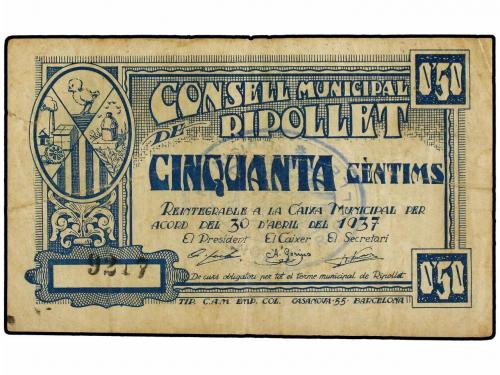 0'50
CONSELL MUNICIPAL
DE RIPOLLET
CINQUANTA CÈNTIMS
REINTEGRABLE A LA CAIXA MUNICIPAL PER
ACORD DEL 30 D'ABRIL DEL 1937
El President El Caixer El Secretari
9217
De curs obligatori per tot el terme municipal de Ripollet
0'50
TIP. C.A.M. EMP. COL. CASANOVA-55-BARCELONA